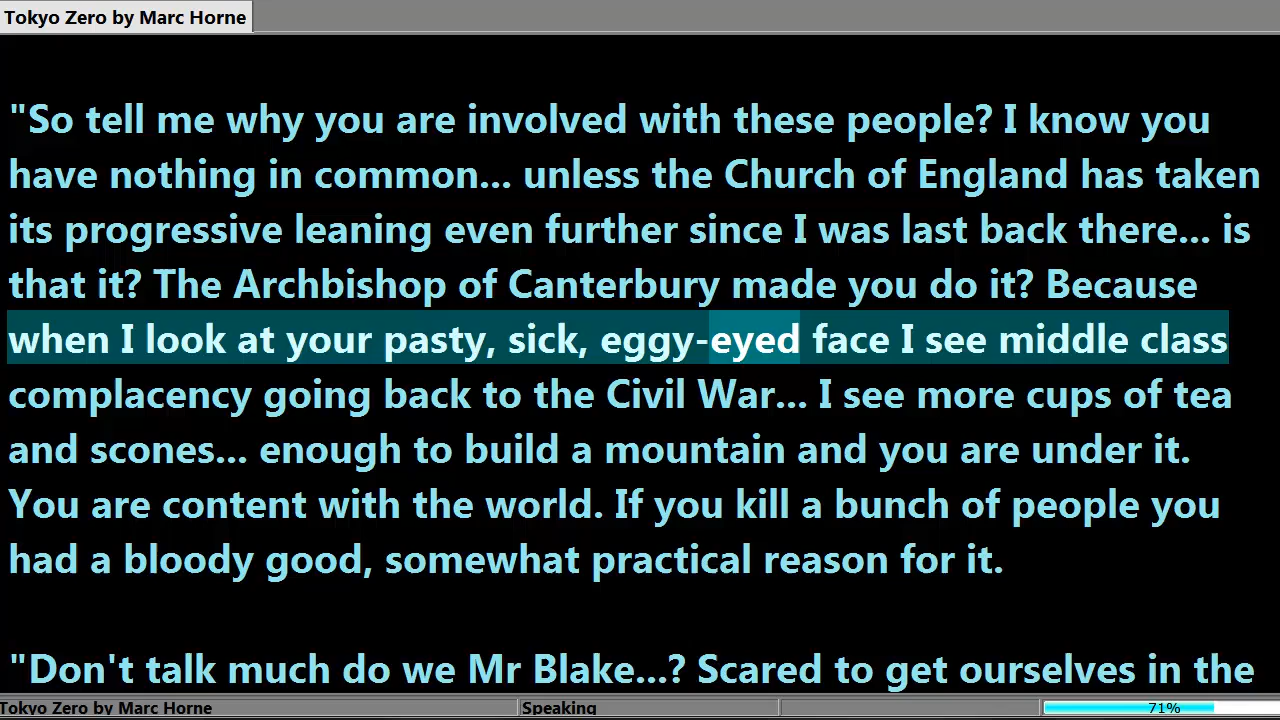 Tokyo Zero by Marc Horne
"So tell me why you are involved with these people? I know you
have nothing in common... unless the Church of England has taken
its progressive leaning even further since I was last back there... is
that it? The Archbishop of Canterbury made you do it? Because
when I look at your pasty, sick, eggy-eyed face I see middle class
complacency going back to the Civil War... I see more cups of tea
and scones... enough to build a mountain and you are under it.
You are content with the world. If you kill a bunch of people you
had a bloody good, somewhat practical reason for it.
"Don't talk much do we Mr Blake...? Scared to get ourselves in the
Tokyo Zero by Marc Horne Speaking 71%